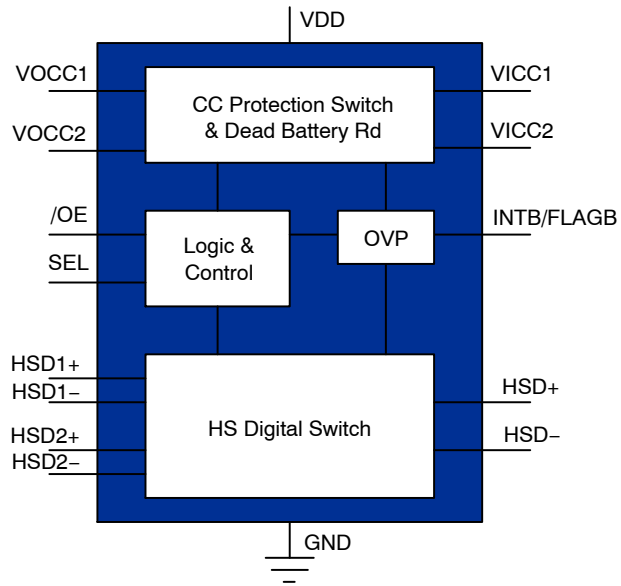 VDD
VOCC1
VICC1
CC Protection Switch
& Dead Battery Rd
VOCC2
VICC2
/OE
INTB/FLAGB
Logic &
Control
OVP
SEL
HSD1+
HSD1−
HSD+
HS Digital Switch
HSD2+
HSD−
HSD2−
GND